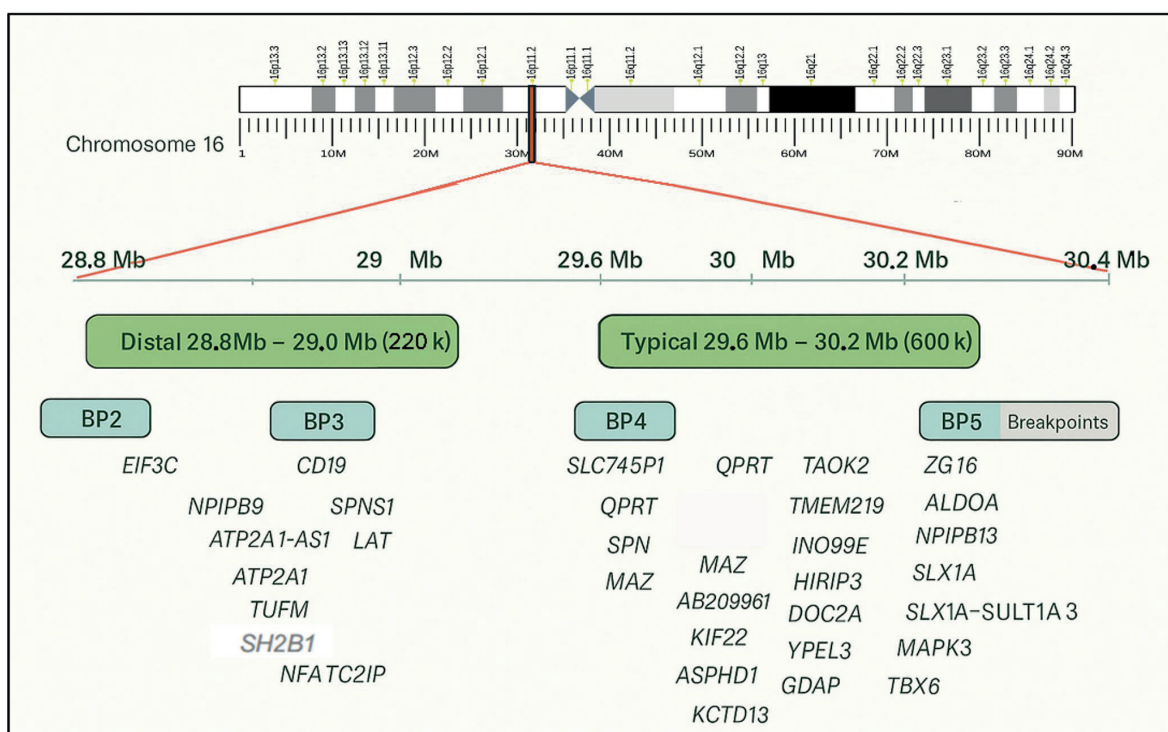 16p13.3 16p13.2 16p13.13 16p13.12 16p13.11 16p12.3 16p12.2 16p12.1 16p11.2 16p11.1 16q11.1 16q11.2 16q12.1 16q12.2 16q13 16q21 16q22.1 16q22.2 16q22.3 16q23.1 16q23.2 16q24.1 16q24.2 16q24.3
Chromosome 16
1 10M 20M 30M 40M 50M 60M 70M 80M 90M
28.8 Mb 29 Mb 29.6 Mb 30 Mb 30.2 Mb 30.4 Mb
Distal 28.8Mb – 29.0 Mb (220 k) Typical 29.6 Mb – 30.2 Mb (600 k)
BP2 BP3 BP4 BP5 Breakpoints
EIF3C CD19 SLC745P1 QPRT TAOK2 ZG16
NPIPB9 SPNS1 QPRT TMEM219 ALDOA
ATP2A1-AS1 LAT SPN INO99E NPIPB13
ATP2A1 MAZ MAZ HIRIP3 SLX1A
TUFM AB209961 DOC2A SLX1A-SULT1A3
SH2B1 KIF22 YPEL3 MAPK3
NFATC2IP ASPHD1 GDAP TBX6
KCTD13